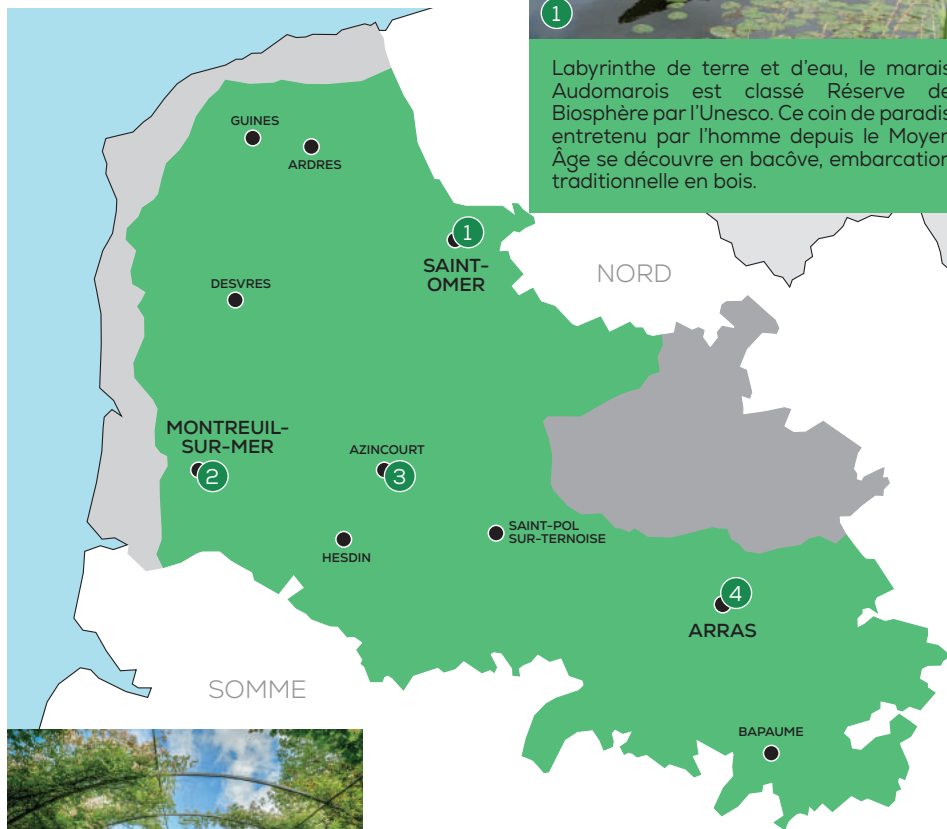 1
Labyrinthe de terre et d'eau, le marais
Audomarois est classé Réserve de
Biosphère par l'Unesco. Ce coin de paradis
entretenu par l'homme depuis le Moyen
Âge se découvre en bacôve, embarcation
traditionnelle en bois.
GUINES
ARDRES
1
SAINT-
OMER
NORD
DESVRES
MONTREUIL-
SUR-MER
2
AZINCOURT
3
SAINT-POL
SUR-TERNOISE
HESDIN
4
ARRAS
SOMME
BAPAUME